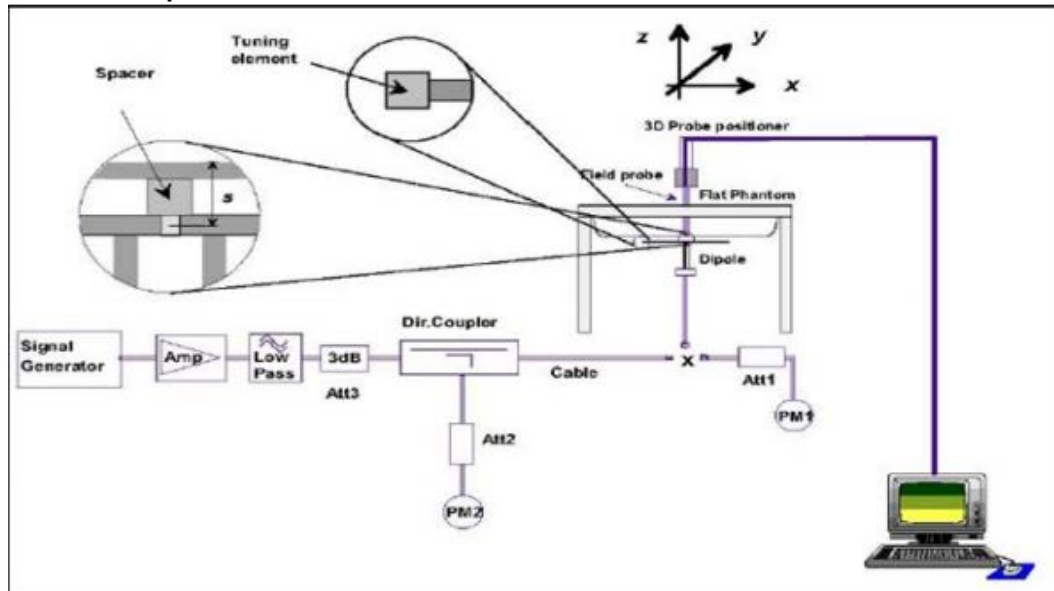 Tuning
element
Spacer
s
z
y
x
3D Probe positioner
Field probe
Flat Phantom
Dipole
Signal
Generator
Amp
Low
Pass
3dB
Att3
Dir.Coupler
Cable
x
Att1
PM1
Att2
PM2